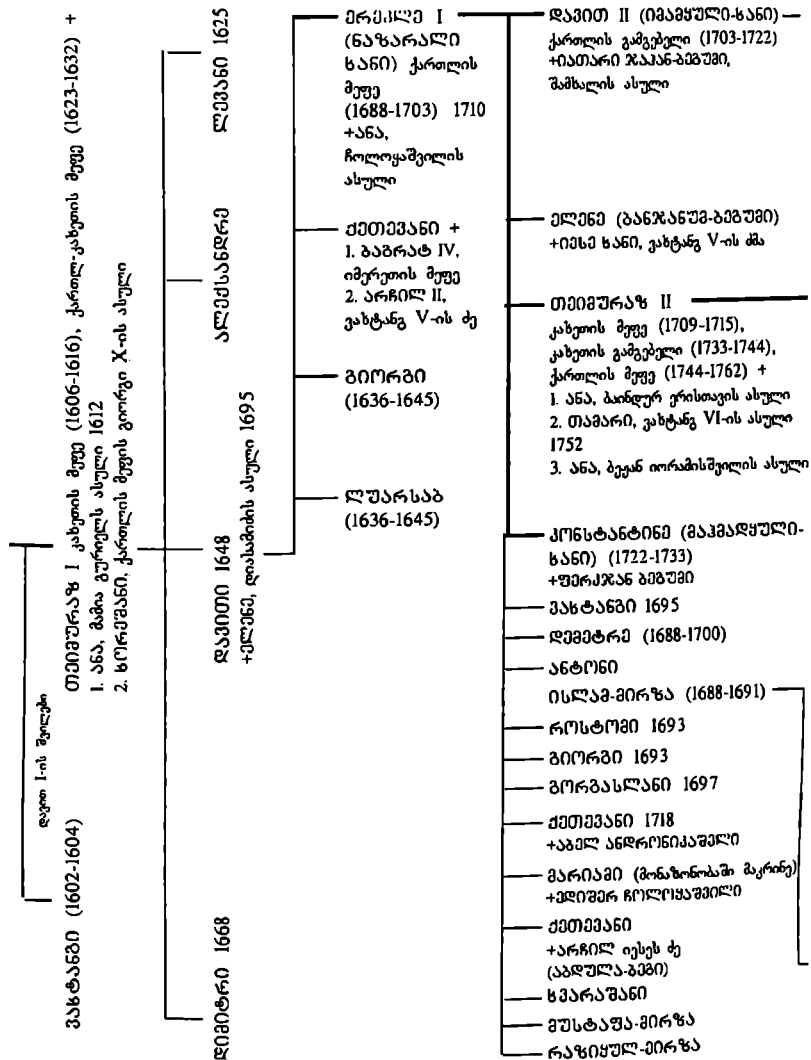 დავით I-ის შვილები
ვახტანგი (1602-1604)
თეიმურაზ I კახეთის მეფე (1606-1616), ქართლ-კახეთის მეფე (1623-1632) +
1. ანა, მამია გურიელს ასული 1612
2. ხორეშანი, ქართლის მეფის გიორგი X-ის ასული
დიმიტრი 1668
დავითი 1648
+ელენე, დიასამიძის ასული 1695
ალექსანდრე
ლევანი 1625
ერეკლე I
(ნაზარალი
ხანი) ქართლის
მეფე
(1688-1703) 1710
+ანა,
ჩოლოყაშვილის
ასული
ქეთევანი +
1. ბაგრატ IV,
იმერეთის მეფე
2. არჩილ II,
ვახტანგ V-ის ძე
გიორგი
(1636-1645)
ლუარსაბ
(1636-1645)
დავით II (იმამყული-ხანი)
ქართლის გამგებელი (1703-1722)
+იათარი ჯაჰან-ბეგუმი,
შამხალის ასული
ელენე (ბანჯანუმ-ბეგუმი)
+იესე ხანი, ვახტანგ V-ის ძმა
თეიმურაზ II
კახეთის მეფე (1709-1715),
კახეთის გამგებელი (1733-1744),
ქართლის მეფე (1744-1762) +
1. ანა, ბაინდურ ერისთავის ასული
2. თამარი, ვახტანგ VI-ის ასული
1752
3. ანა, ბეჟან იორამისშვილის ასული
კონსტანტინე (მაჰმადყული-
ხანი) (1722-1733)
+ფერიჯან ბეგუმი
ვახტანგი 1695
დემეტრე (1688-1700)
ანტონი
ისლამ-მირზა (1688-1691)
როსტომი 1693
გიორგი 1693
გორგასლანი 1697
ქეთევანი 1718
+აბელ ანდრონიკაშელი
მარიამი (მონაზონობაში მაკრინე)
+ედიშერ ჩოლოყაშვილი
ქეთევანი
+არჩილ იესეს ძე
(აბდულა-ბეგი)
ხვარაშანი
მუსტაფა-მირზა
რაზიყულ-მირზა